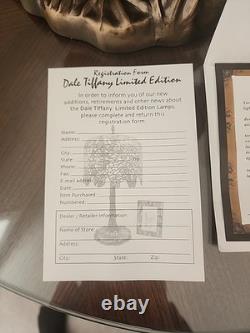 Registration Form
Dale Tiffany Limited Edition
In order to inform you of our new
additions, retirements and other news about
the Dale Tiffany Limited Edition Lamps,
please complete and return this
registration form.
Name:
Address:
City:
State:
Phone:
Fax:
E-mail address:
Date:
Item Purchased
Numbered:
Dealer / Retailer Information:
Name of Store:
Address:
City: State: Zip:
ebay